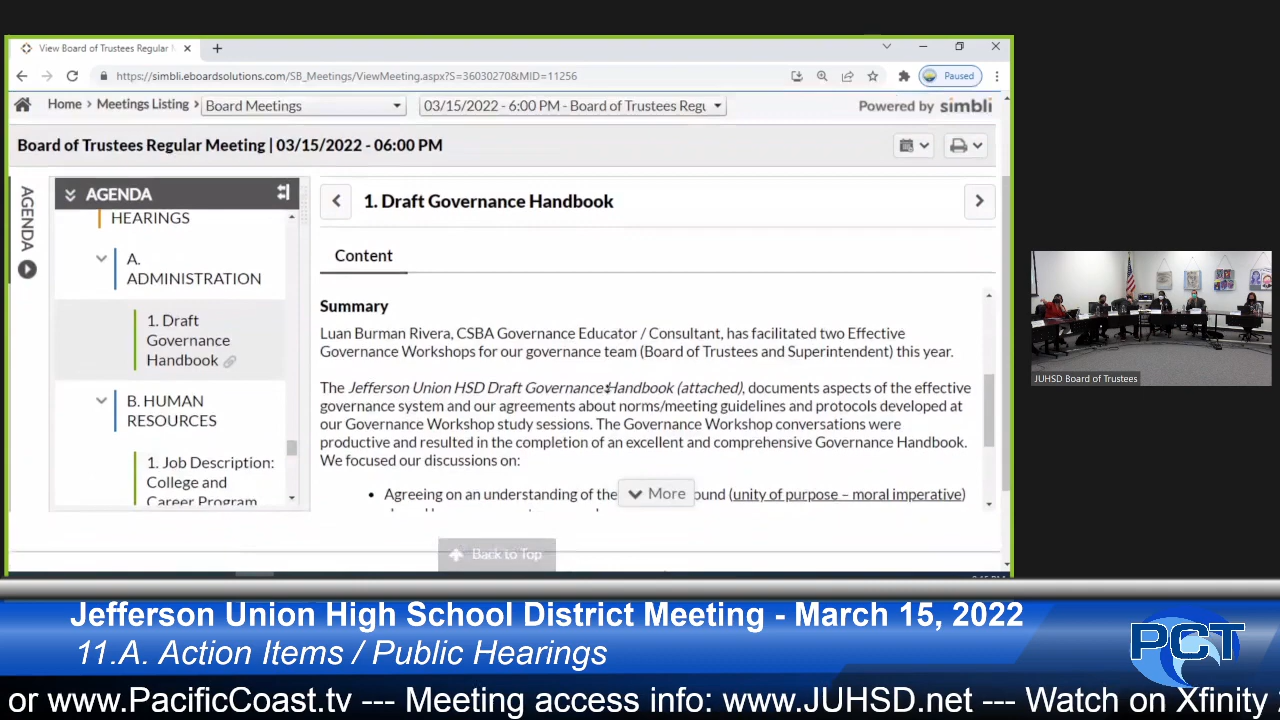 View Board of Trustees Regular
https://simbli.eboardsolutions.com/SB_Meetings/ViewMeeting.aspx?S=36030270&MID=11256
Paused
Home > Meetings Listing > Board Meetings
03/15/2022 - 6:00 PM - Board of Trustees Regu
Powered by simbli
Board of Trustees Regular Meeting | 03/15/2022 - 06:00 PM
AGENDA
AGENDA
HEARINGS
A.
ADMINISTRATION
1. Draft
Governance
Handbook
B. HUMAN
RESOURCES
1. Job Description:
College and
Career Program
1. Draft Governance Handbook
Content
Summary
Luan Burman Rivera, CSBA Governance Educator / Consultant, has facilitated two Effective
Governance Workshops for our governance team (Board of Trustees and Superintendent) this year.
The Jefferson Union HSD Draft Governance Handbook (attached), documents aspects of the effective
governance system and our agreements about norms/meeting guidelines and protocols developed at
our Governance Workshop study sessions. The Governance Workshop conversations were
productive and resulted in the completion of an excellent and comprehensive Governance Handbook.
We focused our discussions on:
• Agreeing on an understanding of the More ound (unity of purpose – moral imperative)
Back to Top
JUHSD Board of Trustees
Jefferson Union High School District Meeting - March 15, 2022
11.A. Action Items / Public Hearings
PCT
or www.PacificCoast.tv --- Meeting access info: www.JUHSD.net --- Watch on Xfinity